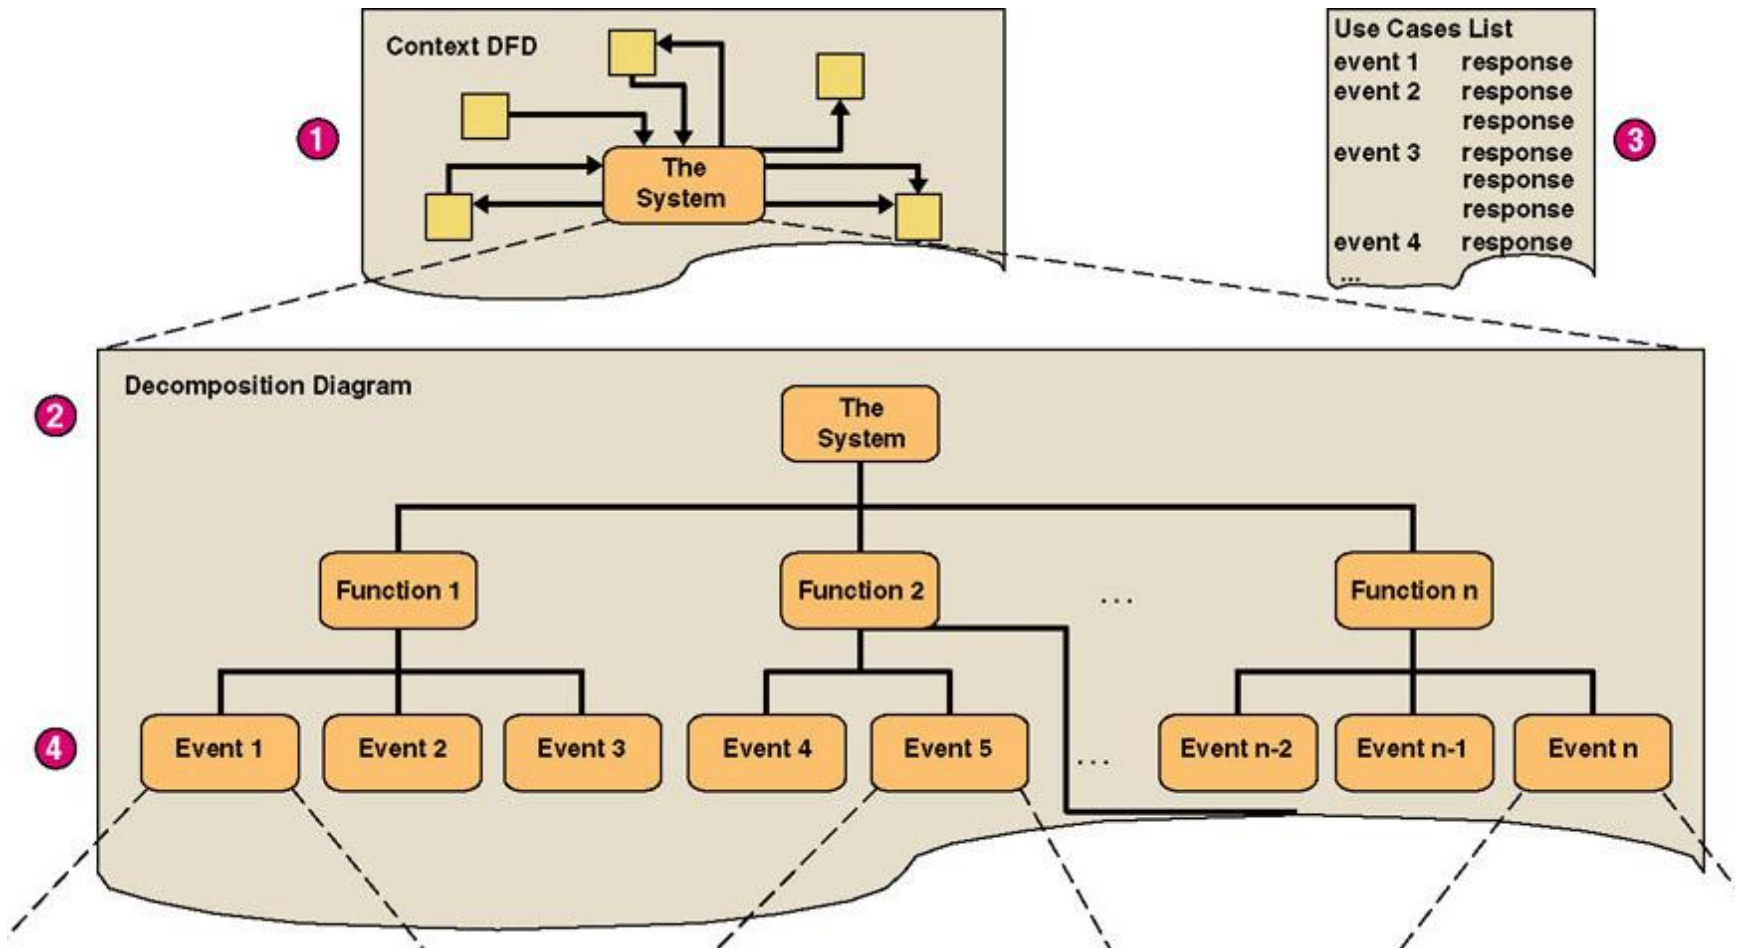 Context DFD
1
The
System
Use Cases List
event 1 response
event 2 response
response
event 3 response
response
response
event 4 response
...
3
2
Decomposition Diagram
The
System
Function 1
Function 2
...
Function n
4
Event 1
Event 2
Event 3
Event 4
Event 5
...
Event n-2
Event n-1
Event n